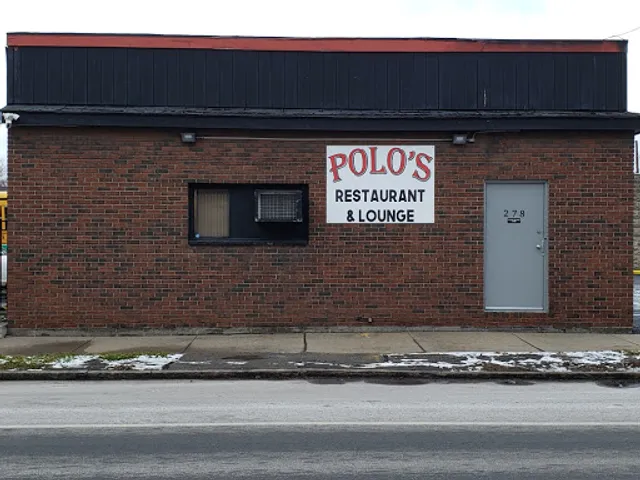 POLO'S
RESTAURANT
& LOUNGE
278